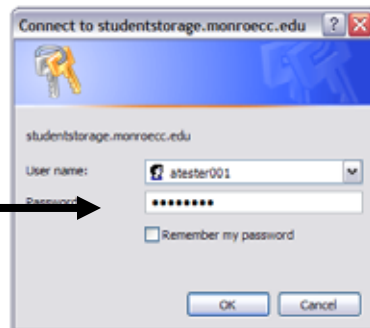 Connect to studentstorage.monroecc.edu
studentstorage.monroecc.edu
User name: atester001
Password: ••••••••
Remember my password
OK Cancel